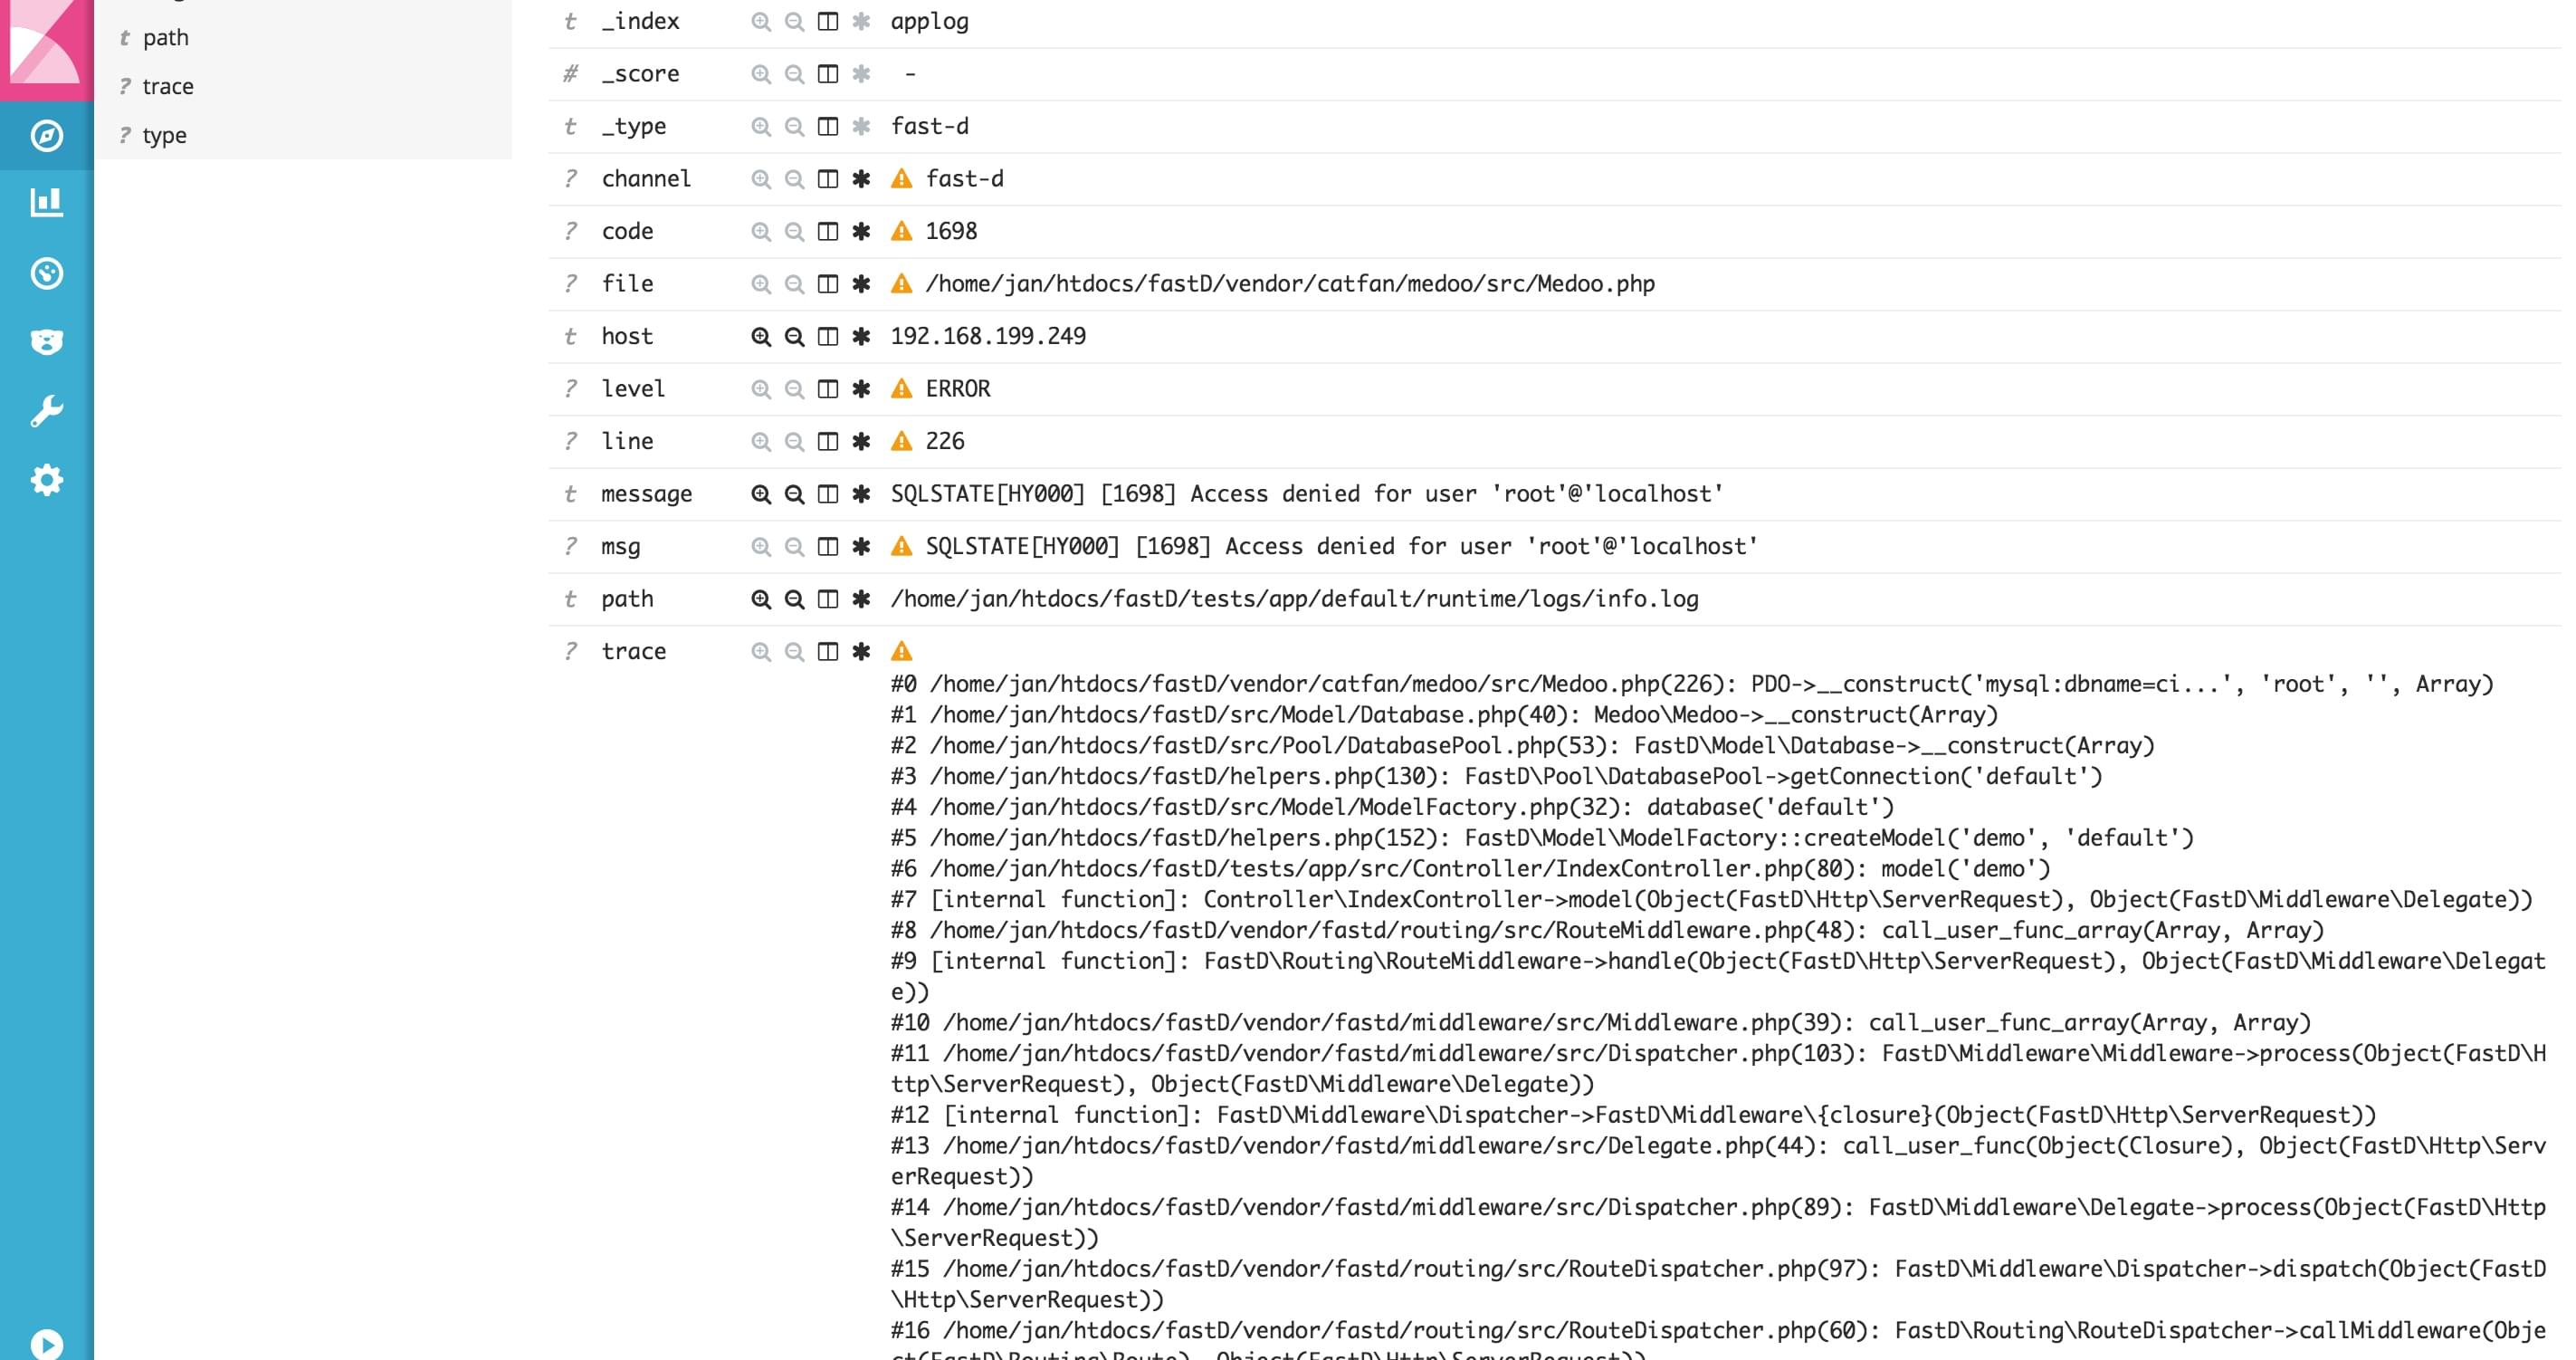 t path
? trace
? type
t _index applog
# _score -
t _type fast-d
? channel fast-d
? code 1698
? file /home/jan/htdocs/fastD/vendor/catfan/medoo/src/Medoo.php
t host 192.168.199.249
? level ERROR
? line 226
t message SQLSTATE[HY000] [1698] Access denied for user 'root'@'localhost'
? msg SQLSTATE[HY000] [1698] Access denied for user 'root'@'localhost'
t path /home/jan/htdocs/fastD/tests/app/default/runtime/logs/info.log
? trace
#0 /home/jan/htdocs/fastD/vendor/catfan/medoo/src/Medoo.php(226): PDO->__construct('mysql:dbname=ci...', 'root', '', Array)
#1 /home/jan/htdocs/fastD/src/Model/Database.php(40): Medoo\Medoo->__construct(Array)
#2 /home/jan/htdocs/fastD/src/Pool/DatabasePool.php(53): FastD\Model\Database->__construct(Array)
#3 /home/jan/htdocs/fastD/helpers.php(130): FastD\Pool\DatabasePool->getConnection('default')
#4 /home/jan/htdocs/fastD/src/Model/ModelFactory.php(32): database('default')
#5 /home/jan/htdocs/fastD/helpers.php(152): FastD\Model\ModelFactory::createModel('demo', 'default')
#6 /home/jan/htdocs/fastD/tests/app/src/Controller/IndexController.php(80): model('demo')
#7 [internal function]: Controller\IndexController->model(Object(FastD\Http\ServerRequest), Object(FastD\Middleware\Delegate))
#8 /home/jan/htdocs/fastD/vendor/fastd/routing/src/RouteMiddleware.php(48): call_user_func_array(Array, Array)
#9 [internal function]: FastD\Routing\RouteMiddleware->handle(Object(FastD\Http\ServerRequest), Object(FastD\Middleware\Delegat
e))
#10 /home/jan/htdocs/fastD/vendor/fastd/middleware/src/Middleware.php(39): call_user_func_array(Array, Array)
#11 /home/jan/htdocs/fastD/vendor/fastd/middleware/src/Dispatcher.php(103): FastD\Middleware\Middleware->process(Object(FastD\H
ttp\ServerRequest), Object(FastD\Middleware\Delegate))
#12 [internal function]: FastD\Middleware\Dispatcher->FastD\Middleware\{closure}(Object(FastD\Http\ServerRequest))
#13 /home/jan/htdocs/fastD/vendor/fastd/middleware/src/Delegate.php(44): call_user_func(Object(Closure), Object(FastD\Http\Serv
erRequest))
#14 /home/jan/htdocs/fastD/vendor/fastd/middleware/src/Dispatcher.php(89): FastD\Middleware\Delegate->process(Object(FastD\Http
\ServerRequest))
#15 /home/jan/htdocs/fastD/vendor/fastd/routing/src/RouteDispatcher.php(97): FastD\Middleware\Dispatcher->dispatch(Object(FastD
\Http\ServerRequest))
#16 /home/jan/htdocs/fastD/vendor/fastd/routing/src/RouteDispatcher.php(60): FastD\Routing\RouteDispatcher->callMiddleware(Obje
ct(FastD\Routing\Route), Object(FastD\Http\ServerRequest))